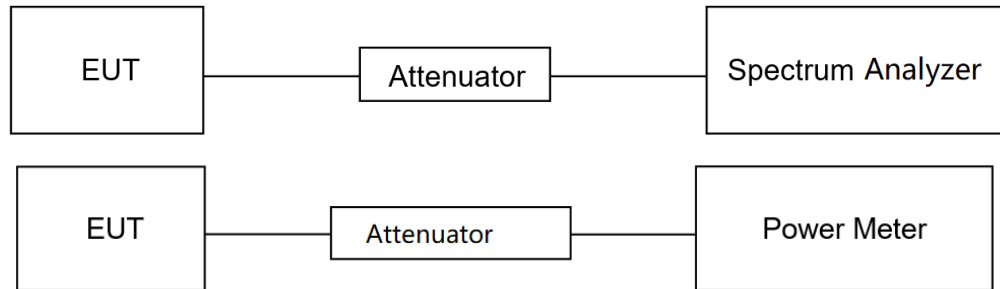 EUT
Attenuator
Spectrum Analyzer
EUT
Attenuator
Power Meter